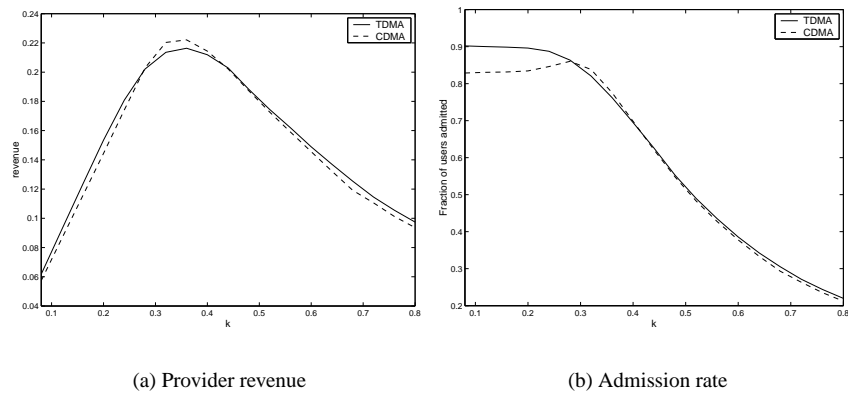 0.24
0.22
0.2
0.18
0.16
0.14
0.12
0.1
0.08
0.06
0.04
revenue
0.1 0.2 0.3 0.4 0.5 0.6 0.7 0.8
k
TDMA
CDMA
(a) Provider revenue
1
0.9
0.8
0.7
0.6
0.5
0.4
0.3
0.2
Fraction of users admitted
0.1 0.2 0.3 0.4 0.5 0.6 0.7 0.8
k
TDMA
CDMA
(b) Admission rate